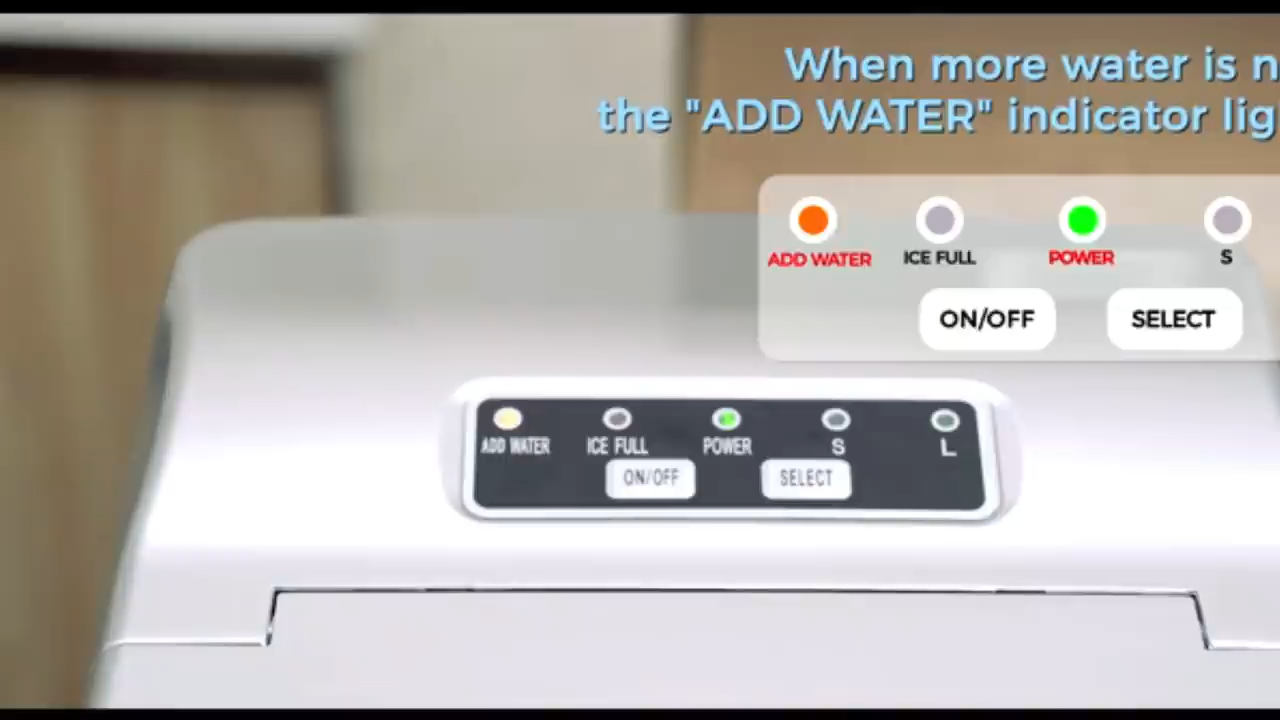 When more water is
the "ADD WATER" indicator
ADD WATER ICE FULL POWER S
ON/OFF SELECT
ADD WATER ICE FULL POWER S L
ON/OFF SELECT